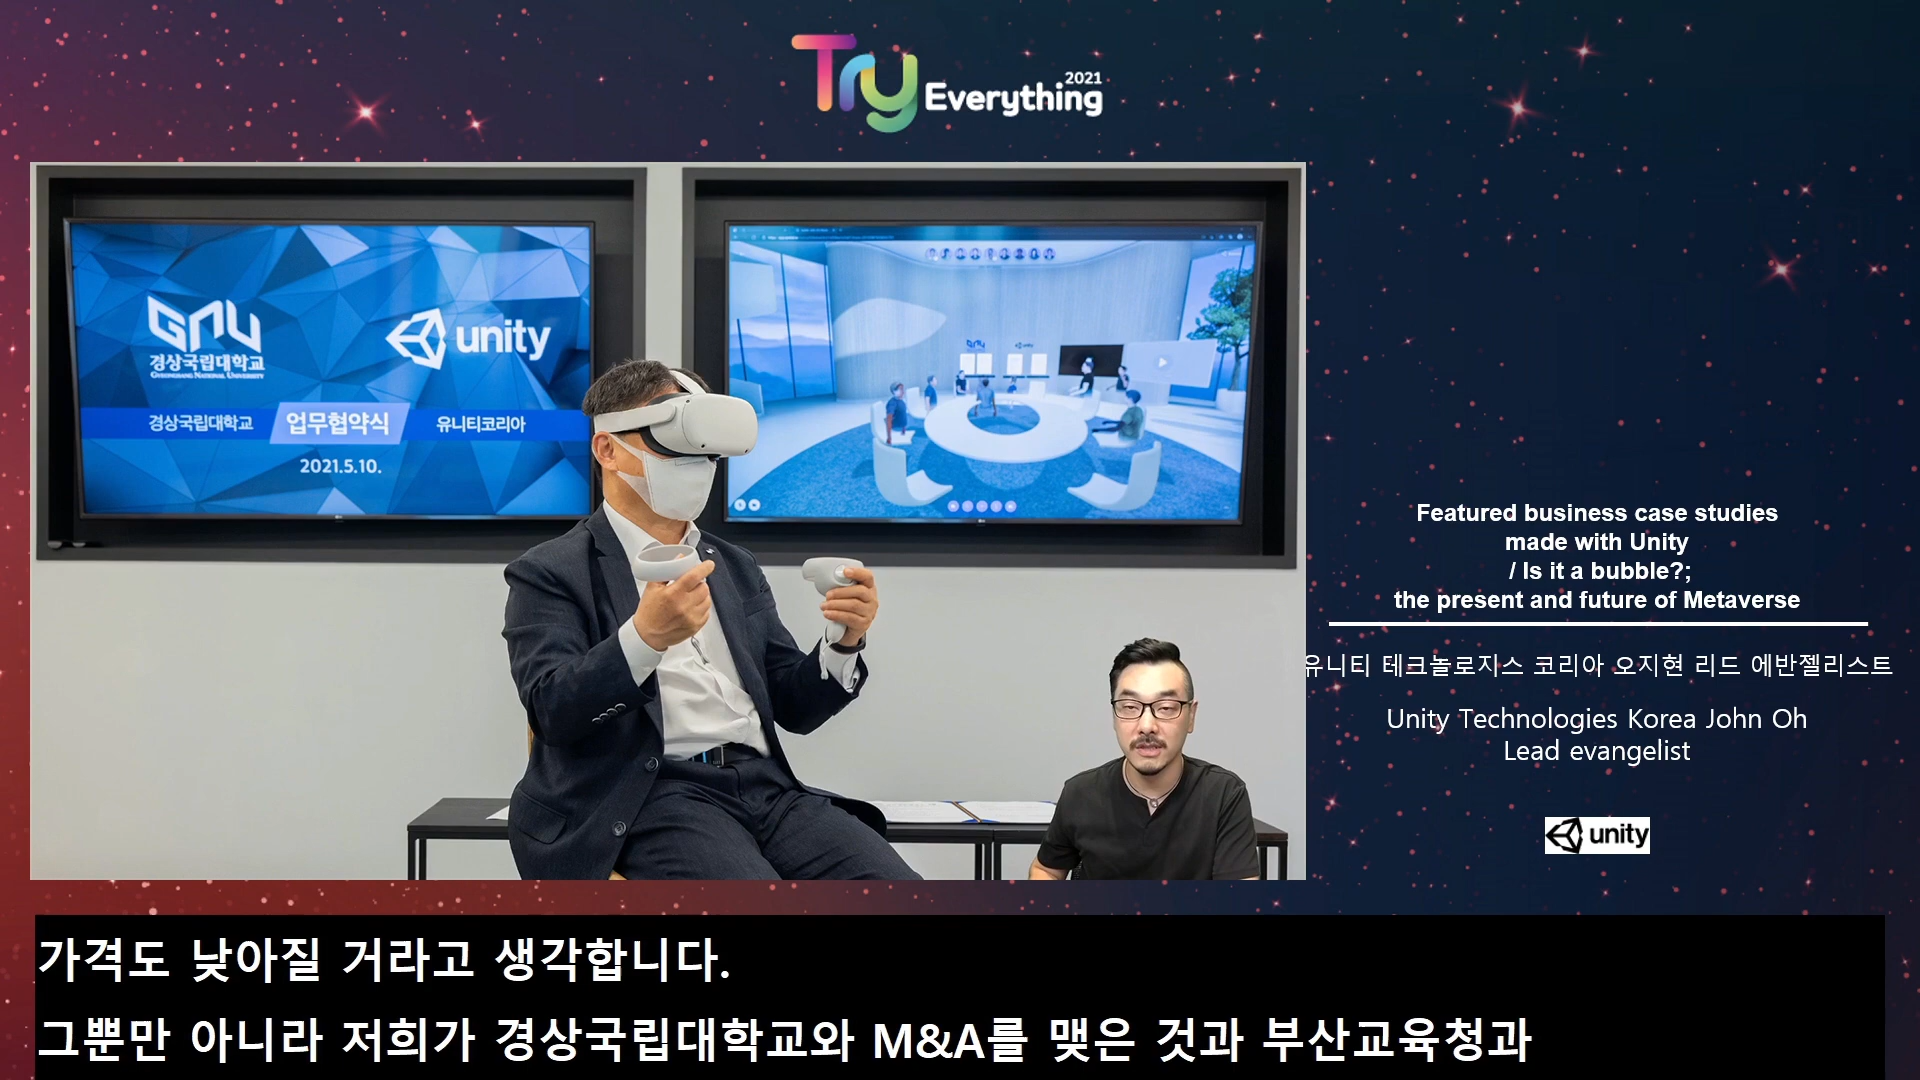 Try
2021
Everything
GNU
경상국립대학교
GYEONGSANG NATIONAL UNIVERSITY
unity
경상국립대학교 업무협약식 유니티코리아
2021.5.10.
GNU
unity
Featured business case studies
made with Unity
/ Is it a bubble?;
the present and future of Metaverse
유니티 테크놀로지스 코리아 오지현 리드 에반젤리스트
Unity Technologies Korea John Oh
Lead evangelist
unity
가격도 낮아질 거라고 생각합니다.
그뿐만 아니라 저희가 경상국립대학교와 M&A를 맺은 것과 부산교육청과